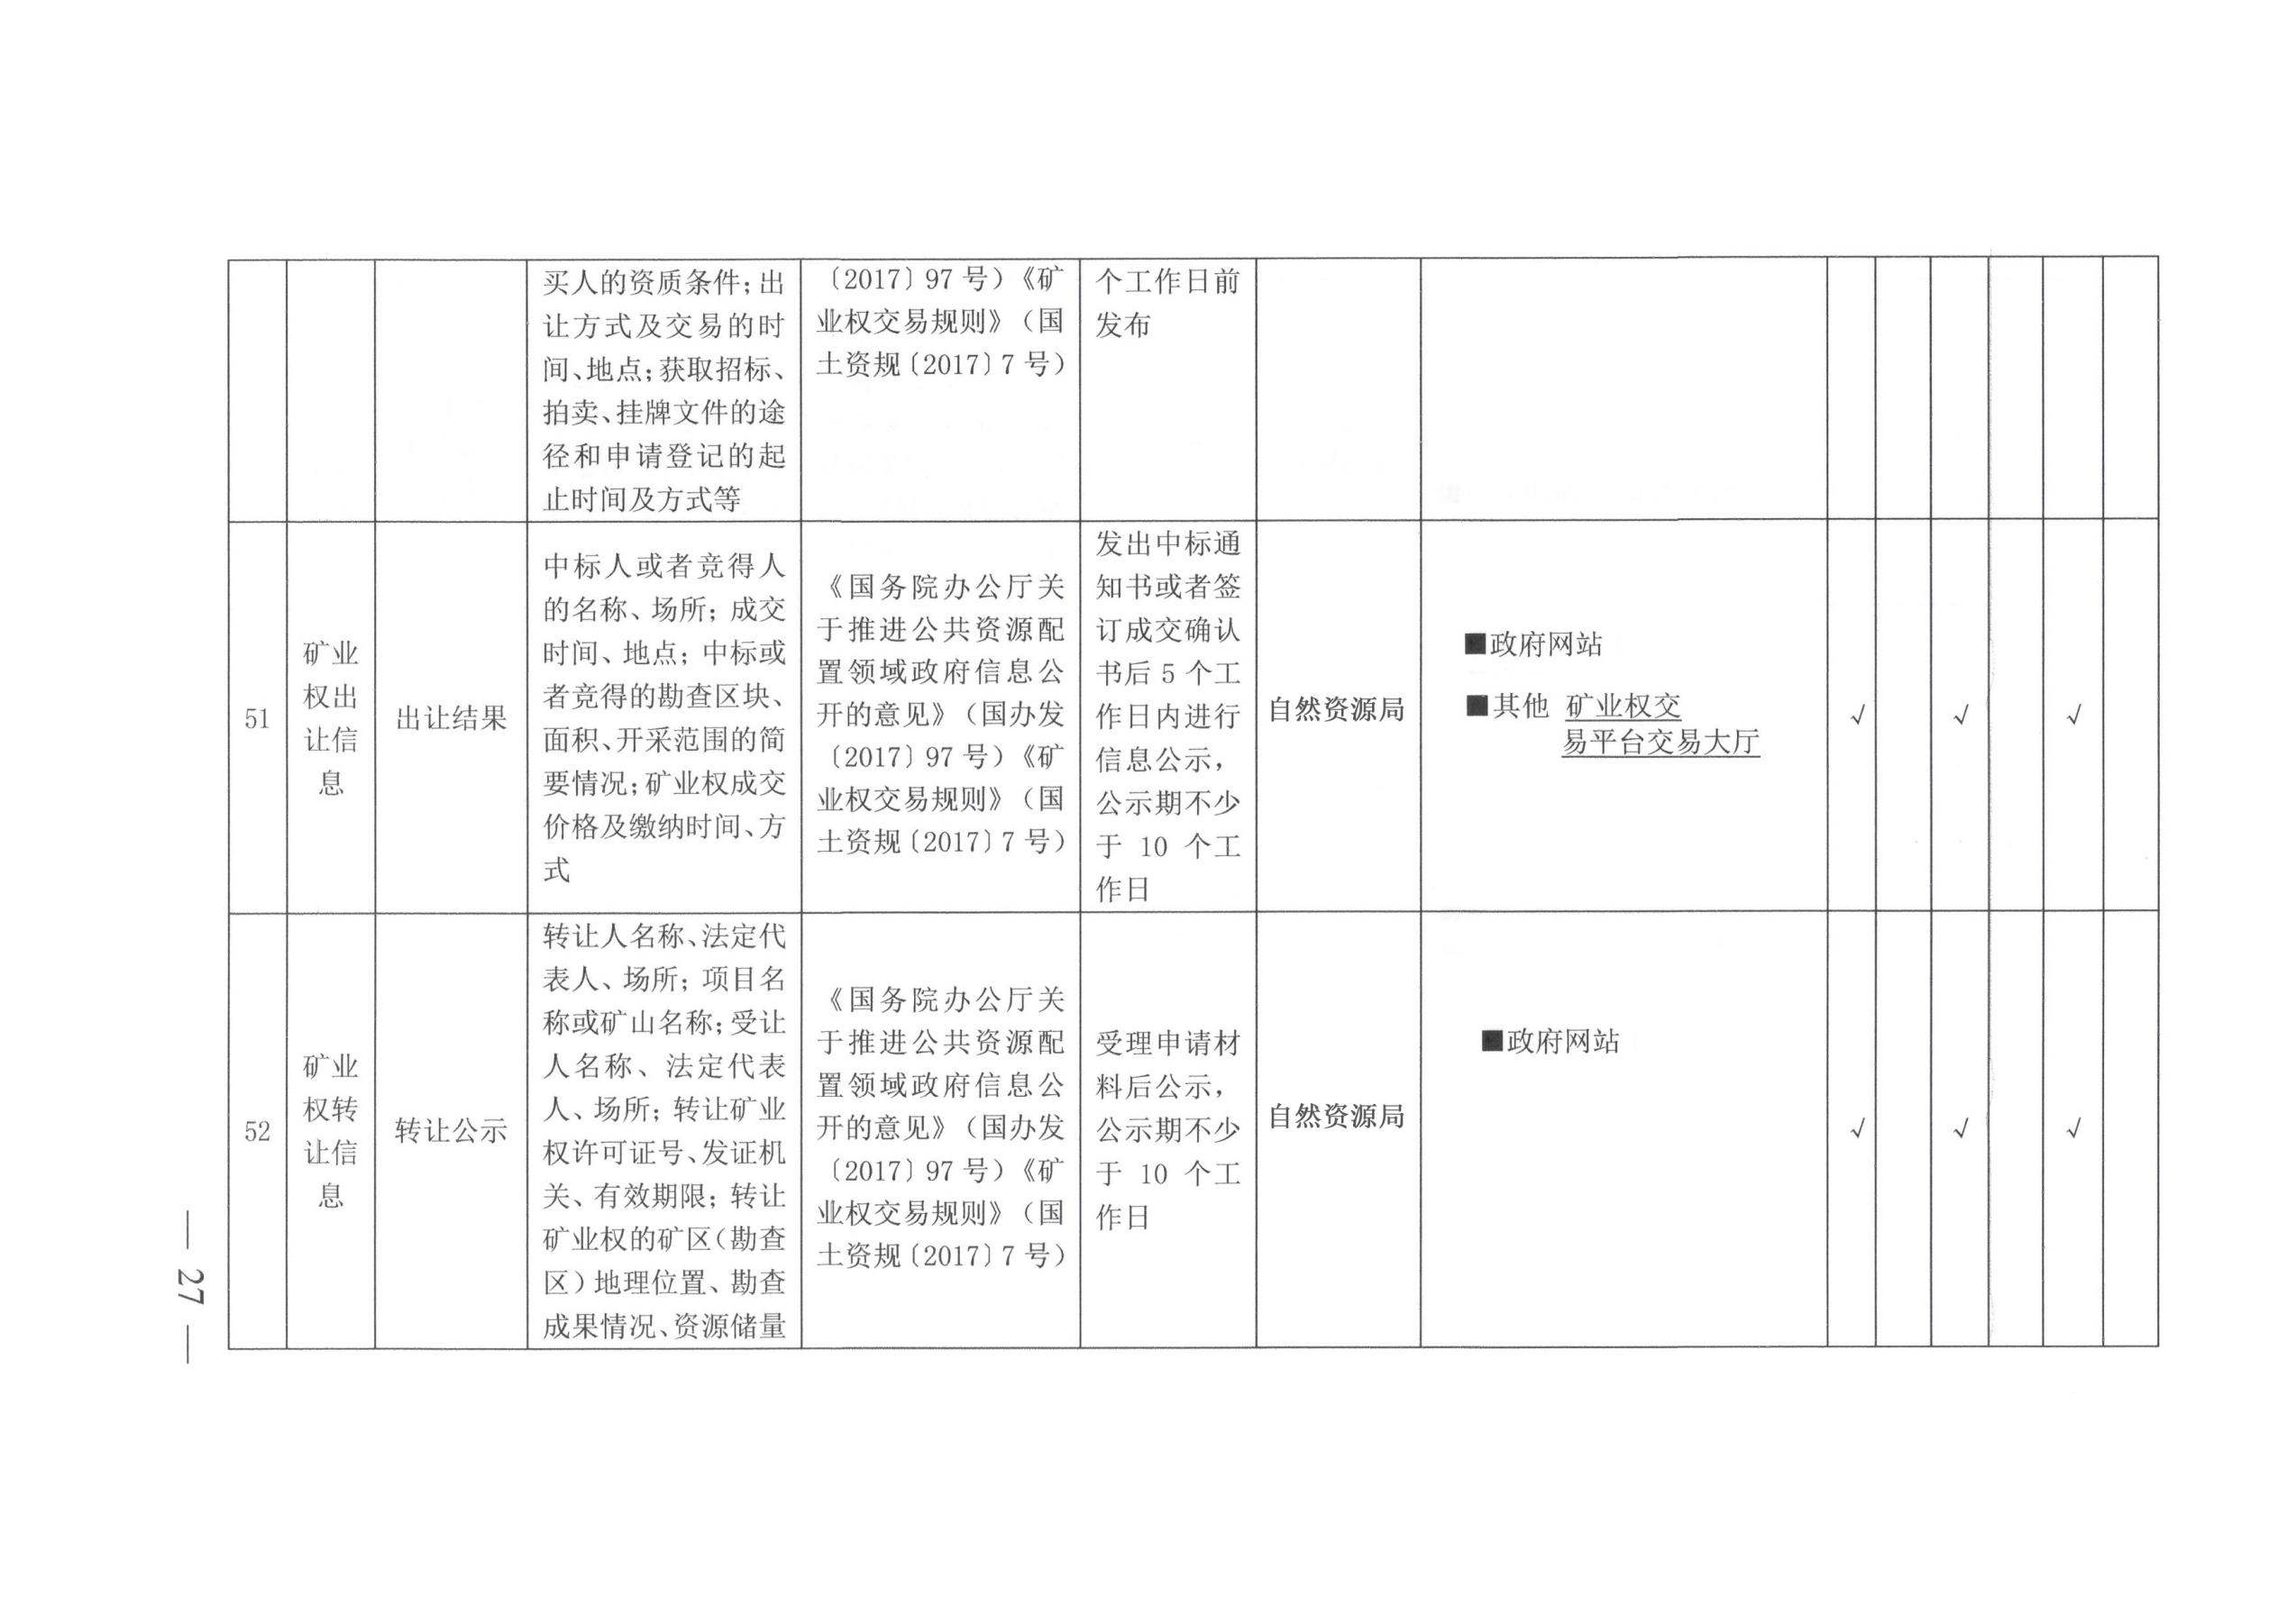 买人的资质条件；出
让方式及交易的时
间、地点；获取招标、
拍卖、挂牌文件的途
径和申请登记的起
止时间及方式等
〔2017〕97 号）《矿
业权交易规则》（国
土资规〔2017〕7 号）
个工作日前
发布
51
矿业
权出
让信
息
出让结果
中标人或者竞得人
的名称、场所；成交
时间、地点；中标或
者竞得的勘查区块、
面积、开采范围的简
要情况；矿业权成交
价格及缴纳时间、方
式
《国务院办公厅关
于推进公共资源配
置领域政府信息公
开的意见》（国办发
〔2017〕97 号）《矿
业权交易规则》（国
土资规〔2017〕7 号）
发出中标通
知书或者签
订成交确认
书后 5 个工
作日内进行
信息公示，
公示期不少
于 10 个工
作日
自然资源局
■政府网站
■其他 矿业权交
易平台交易大厅
√
√
√
52
矿业
权转
让信
息
转让公示
转让人名称、法定代
表人、场所；项目名
称或矿山名称；受让
人名称、法定代表
人、场所；转让矿业
权许可证号、发证机
关、有效期限；转让
矿业权的矿区（勘查
区）地理位置、勘查
成果情况、资源储量
《国务院办公厅关
于推进公共资源配
置领域政府信息公
开的意见》（国办发
〔2017〕97 号）《矿
业权交易规则》（国
土资规〔2017〕7 号）
受理申请材
料后公示，
公示期不少
于 10 个工
作日
自然资源局
■政府网站
√
√
√
— 27 —